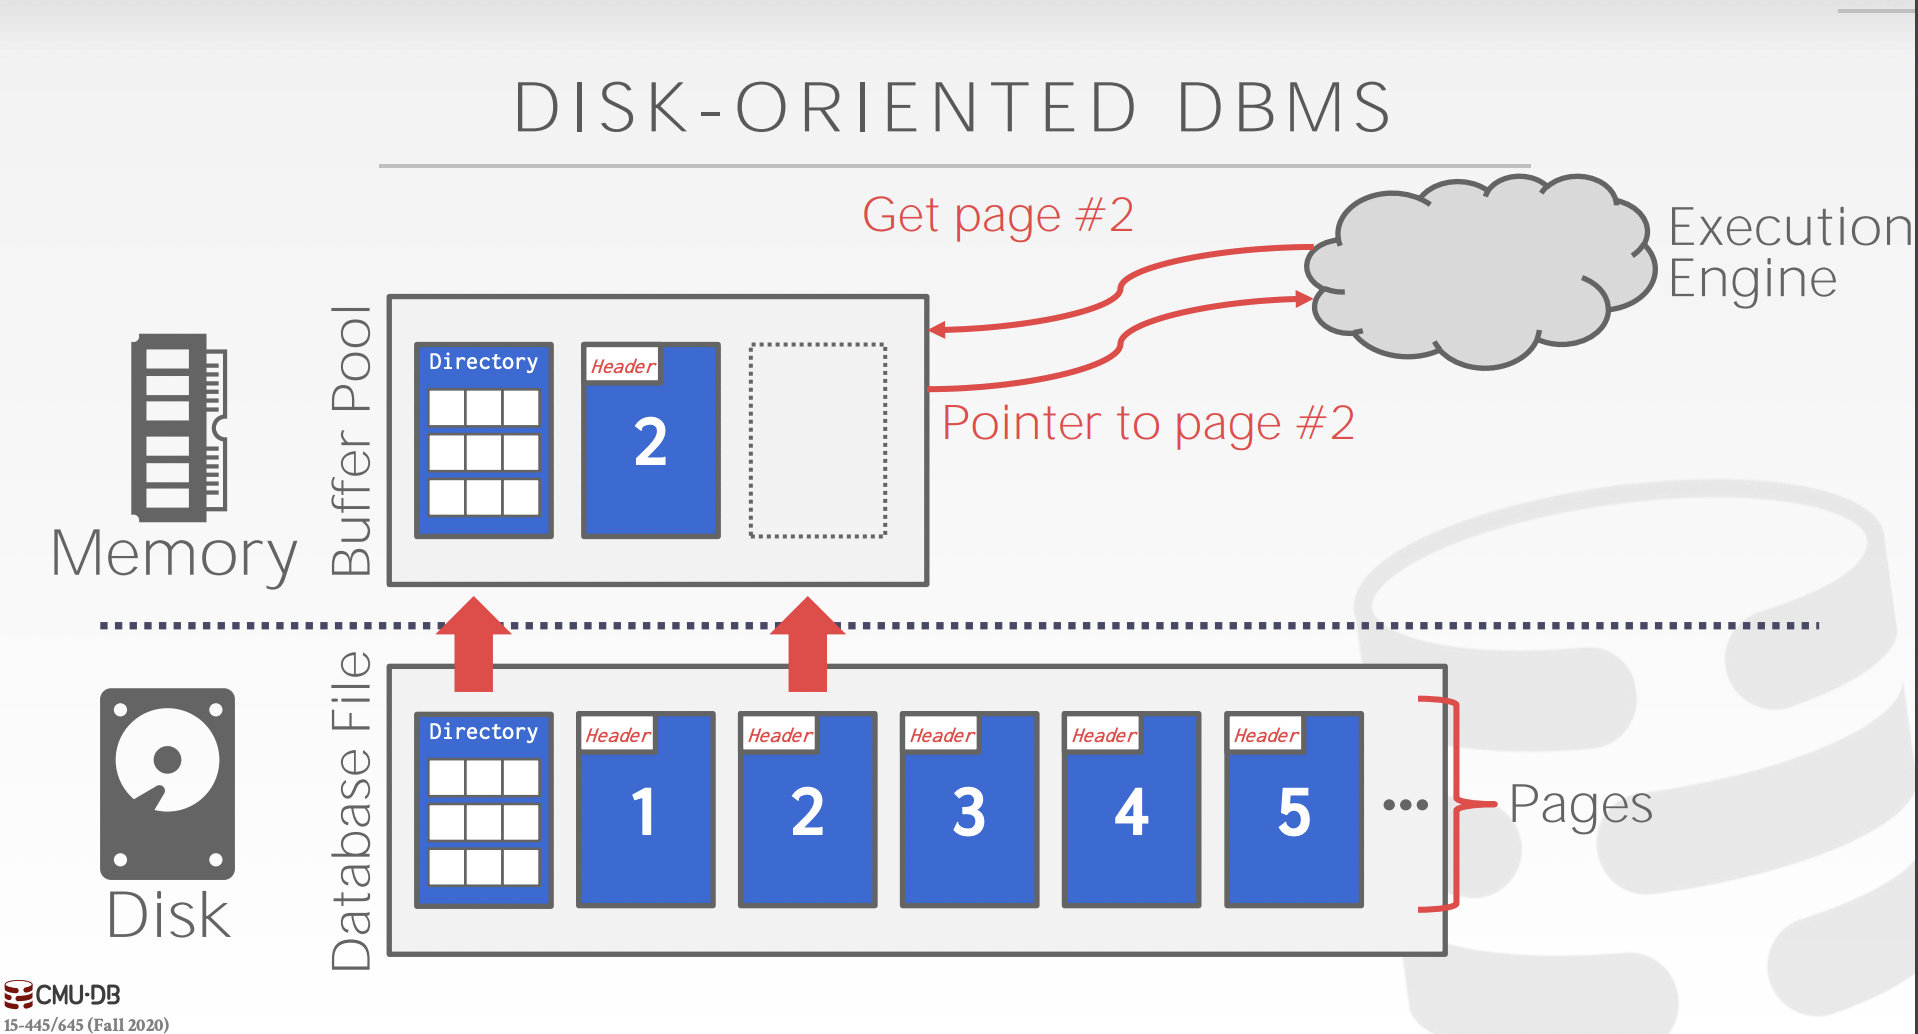 DISK-ORIENTED DBMS
Get page #2
Execution
Engine
Buffer Pool
Directory
Header
2
Pointer to page #2
Memory
Database File
Directory
Header
1
Header
2
Header
3
Header
4
Header
5
•••
Pages
Disk
CMU·DB
15-445/645 (Fall 2020)